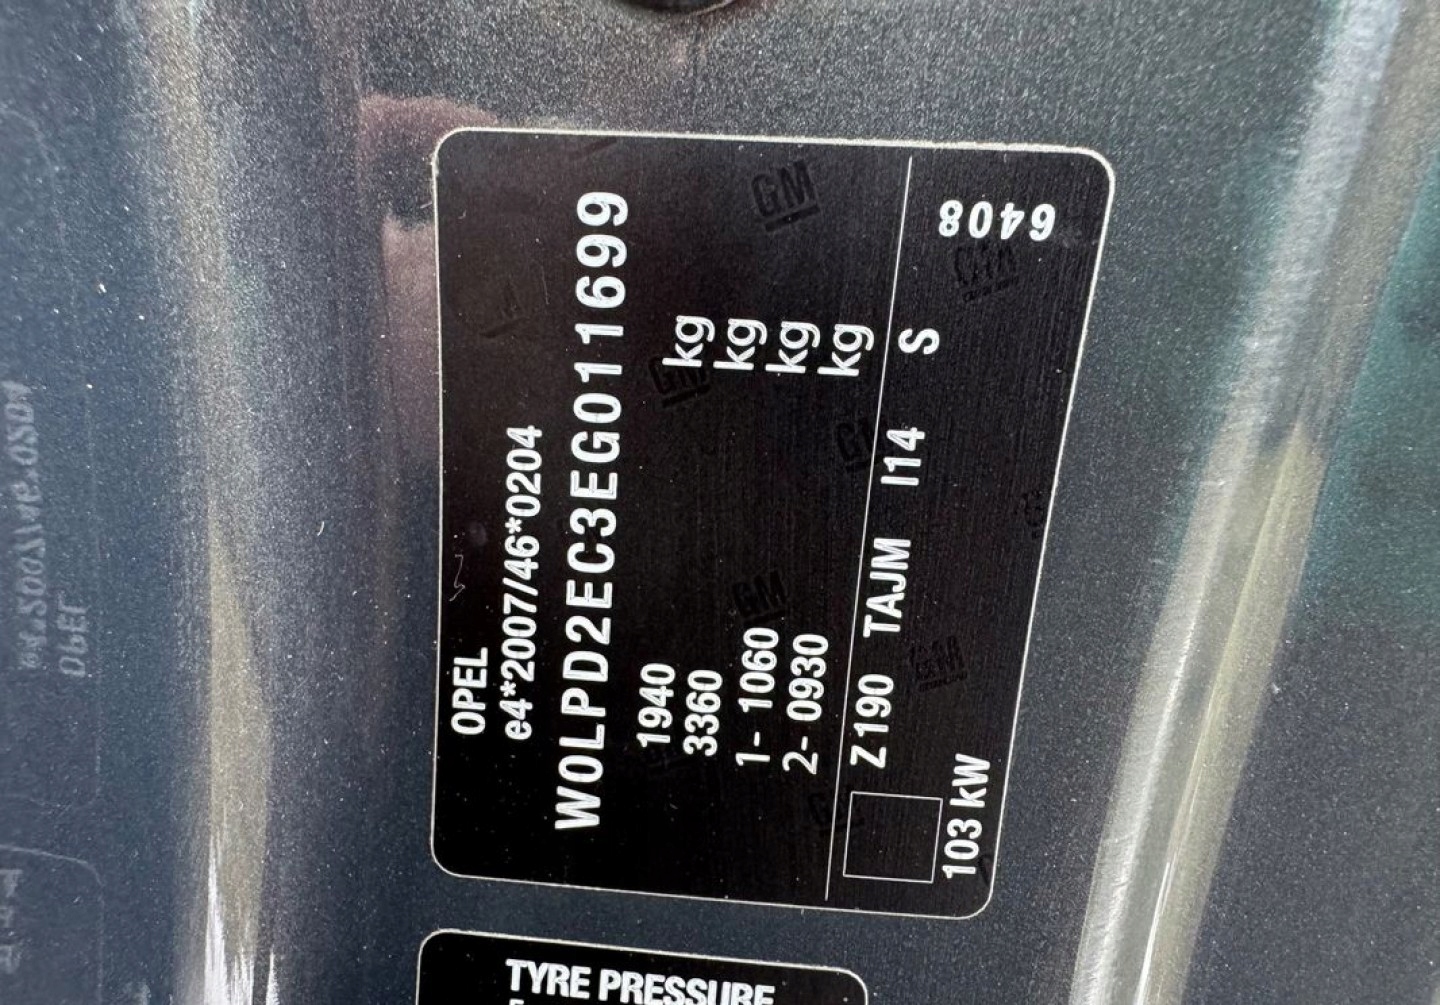 OPEL
e4*2007/46*0204
W0LPD2EC3EG011699
1940 kg
3360 kg
1- 1060 kg
2- 0930 kg
Z190 TAJM I14 S
103 kW
6408
TYRE PRESSURE